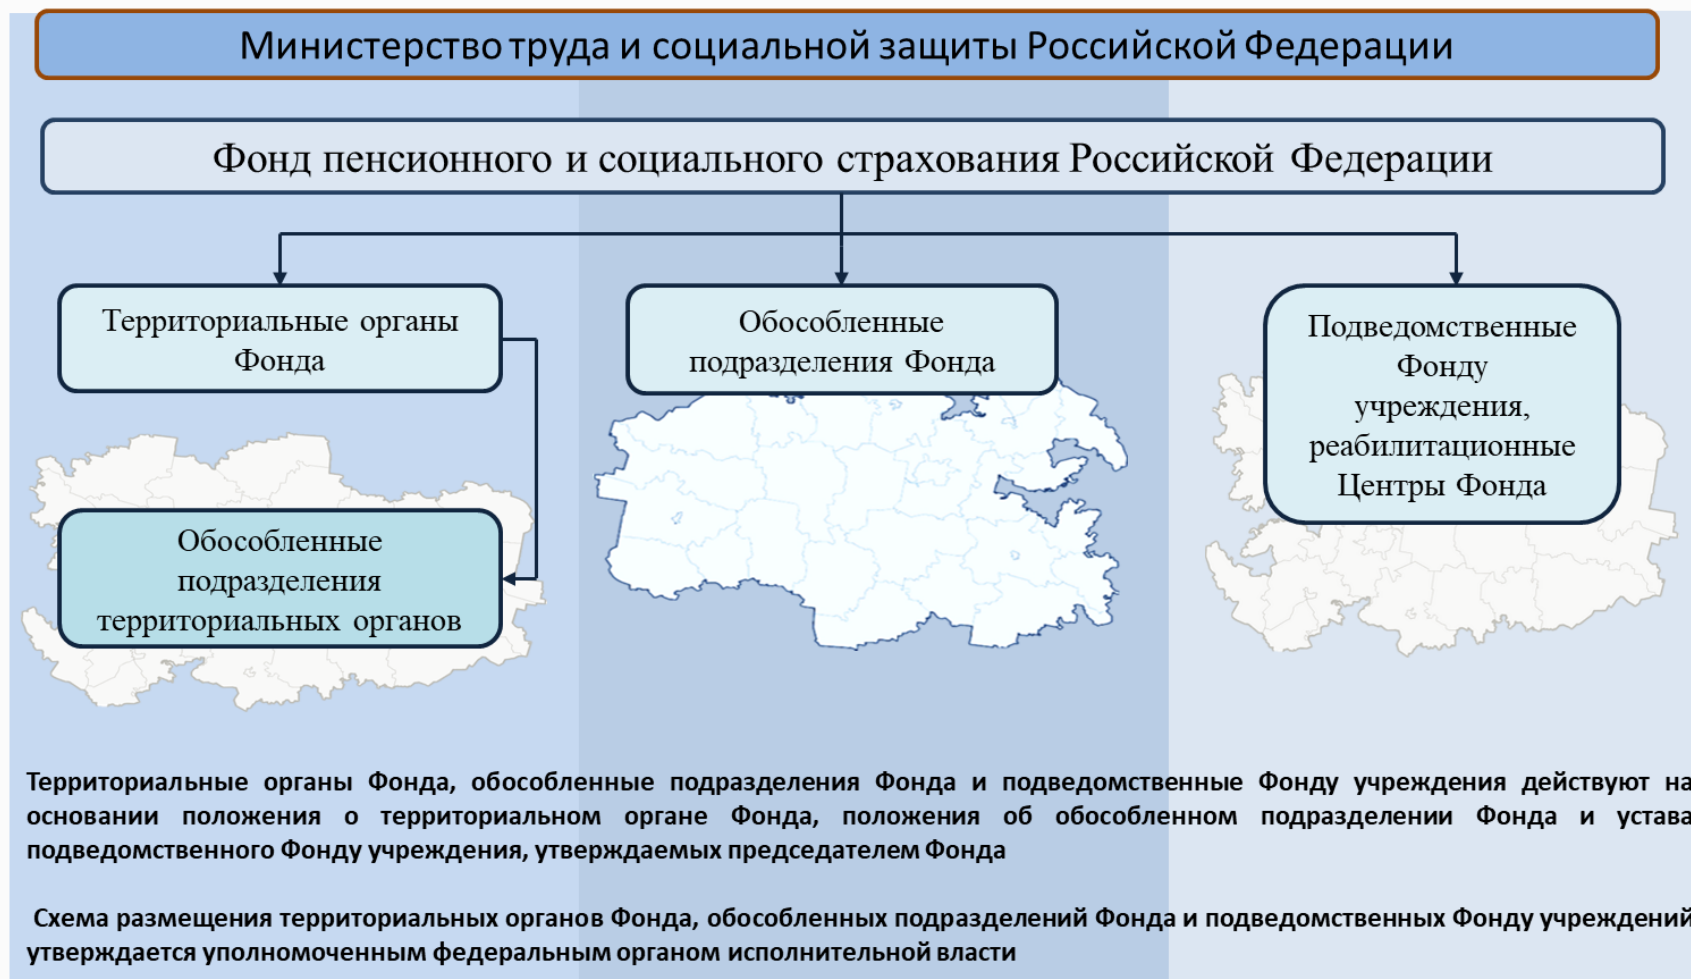 Министерство труда и социальной защиты Российской Федерации
Фонд пенсионного и социального страхования Российской Федерации
Территориальные органы
Фонда
Обособленные
подразделения
территориальных органов
Обособленные
подразделения Фонда
Подведомственные
Фонду
учреждения,
реабилитационные
Центры Фонда
Территориальные органы Фонда, обособленные подразделения Фонда и подведомственные Фонду учреждения действуют на
основании положения о территориальном органе Фонда, положения об обособленном подразделении Фонда и устава
подведомственного Фонду учреждения, утверждаемых председателем Фонда
Схема размещения территориальных органов Фонда, обособленных подразделений Фонда и подведомственных Фонду учреждений
утверждается уполномоченным федеральным органом исполнительной власти